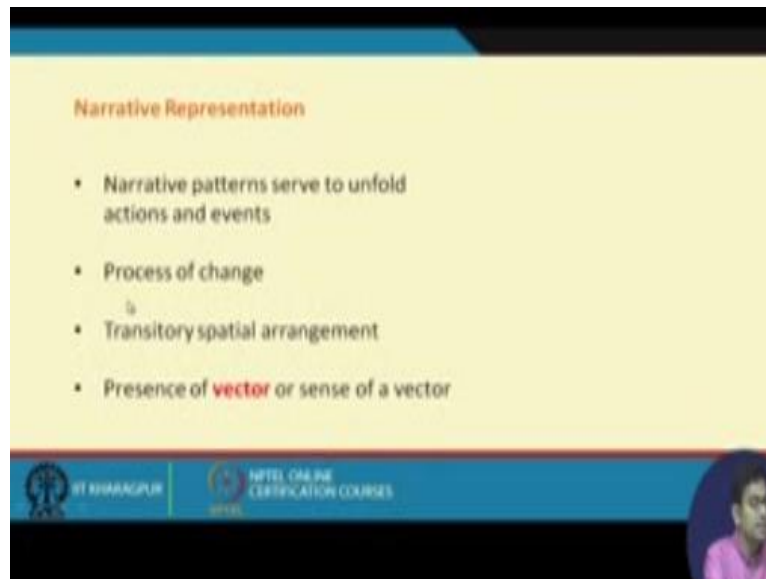 Narrative Representation
• Narrative patterns serve to unfold
actions and events
• Process of change
• Transitory spatial arrangement
• Presence of vector or sense of a vector
IIT KHARAGPUR
NPTEL ONLINE
CERTIFICATION COURSES
NPTEL